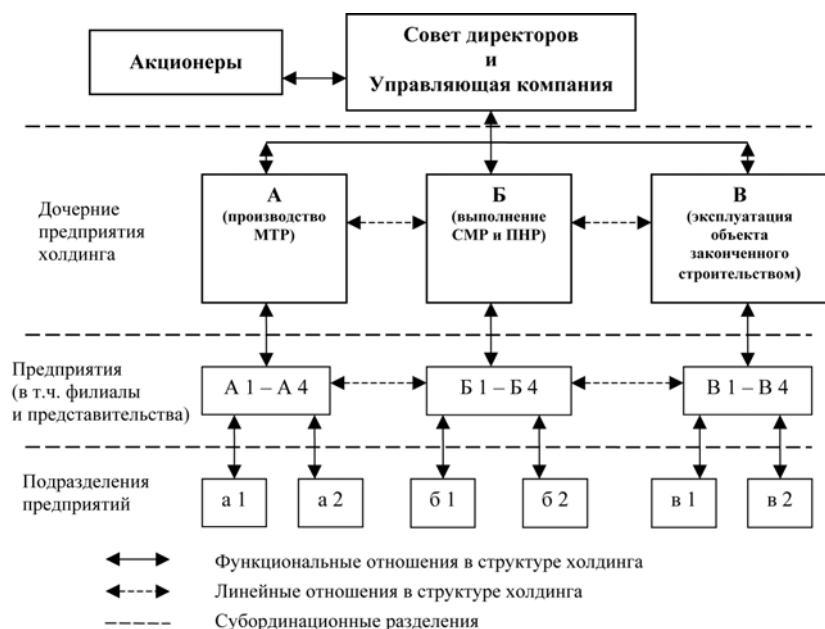 Акционеры
Совет директоров
и
Управляющая компания
Дочерние
предприятия
холдинга
А
(производство
МТР)
Б
(выполнение
СМР и ПНР)
В
(эксплуатация
объекта
законченного
строительством)
Предприятия
(в т.ч. филиалы
и представительства)
А 1 – А 4
Б 1 – Б 4
В 1 – В 4
Подразделения
предприятий
а 1
а 2
б 1
б 2
в 1
в 2
Функциональные отношения в структуре холдинга
Линейные отношения в структуре холдинга
Субординационные разделения